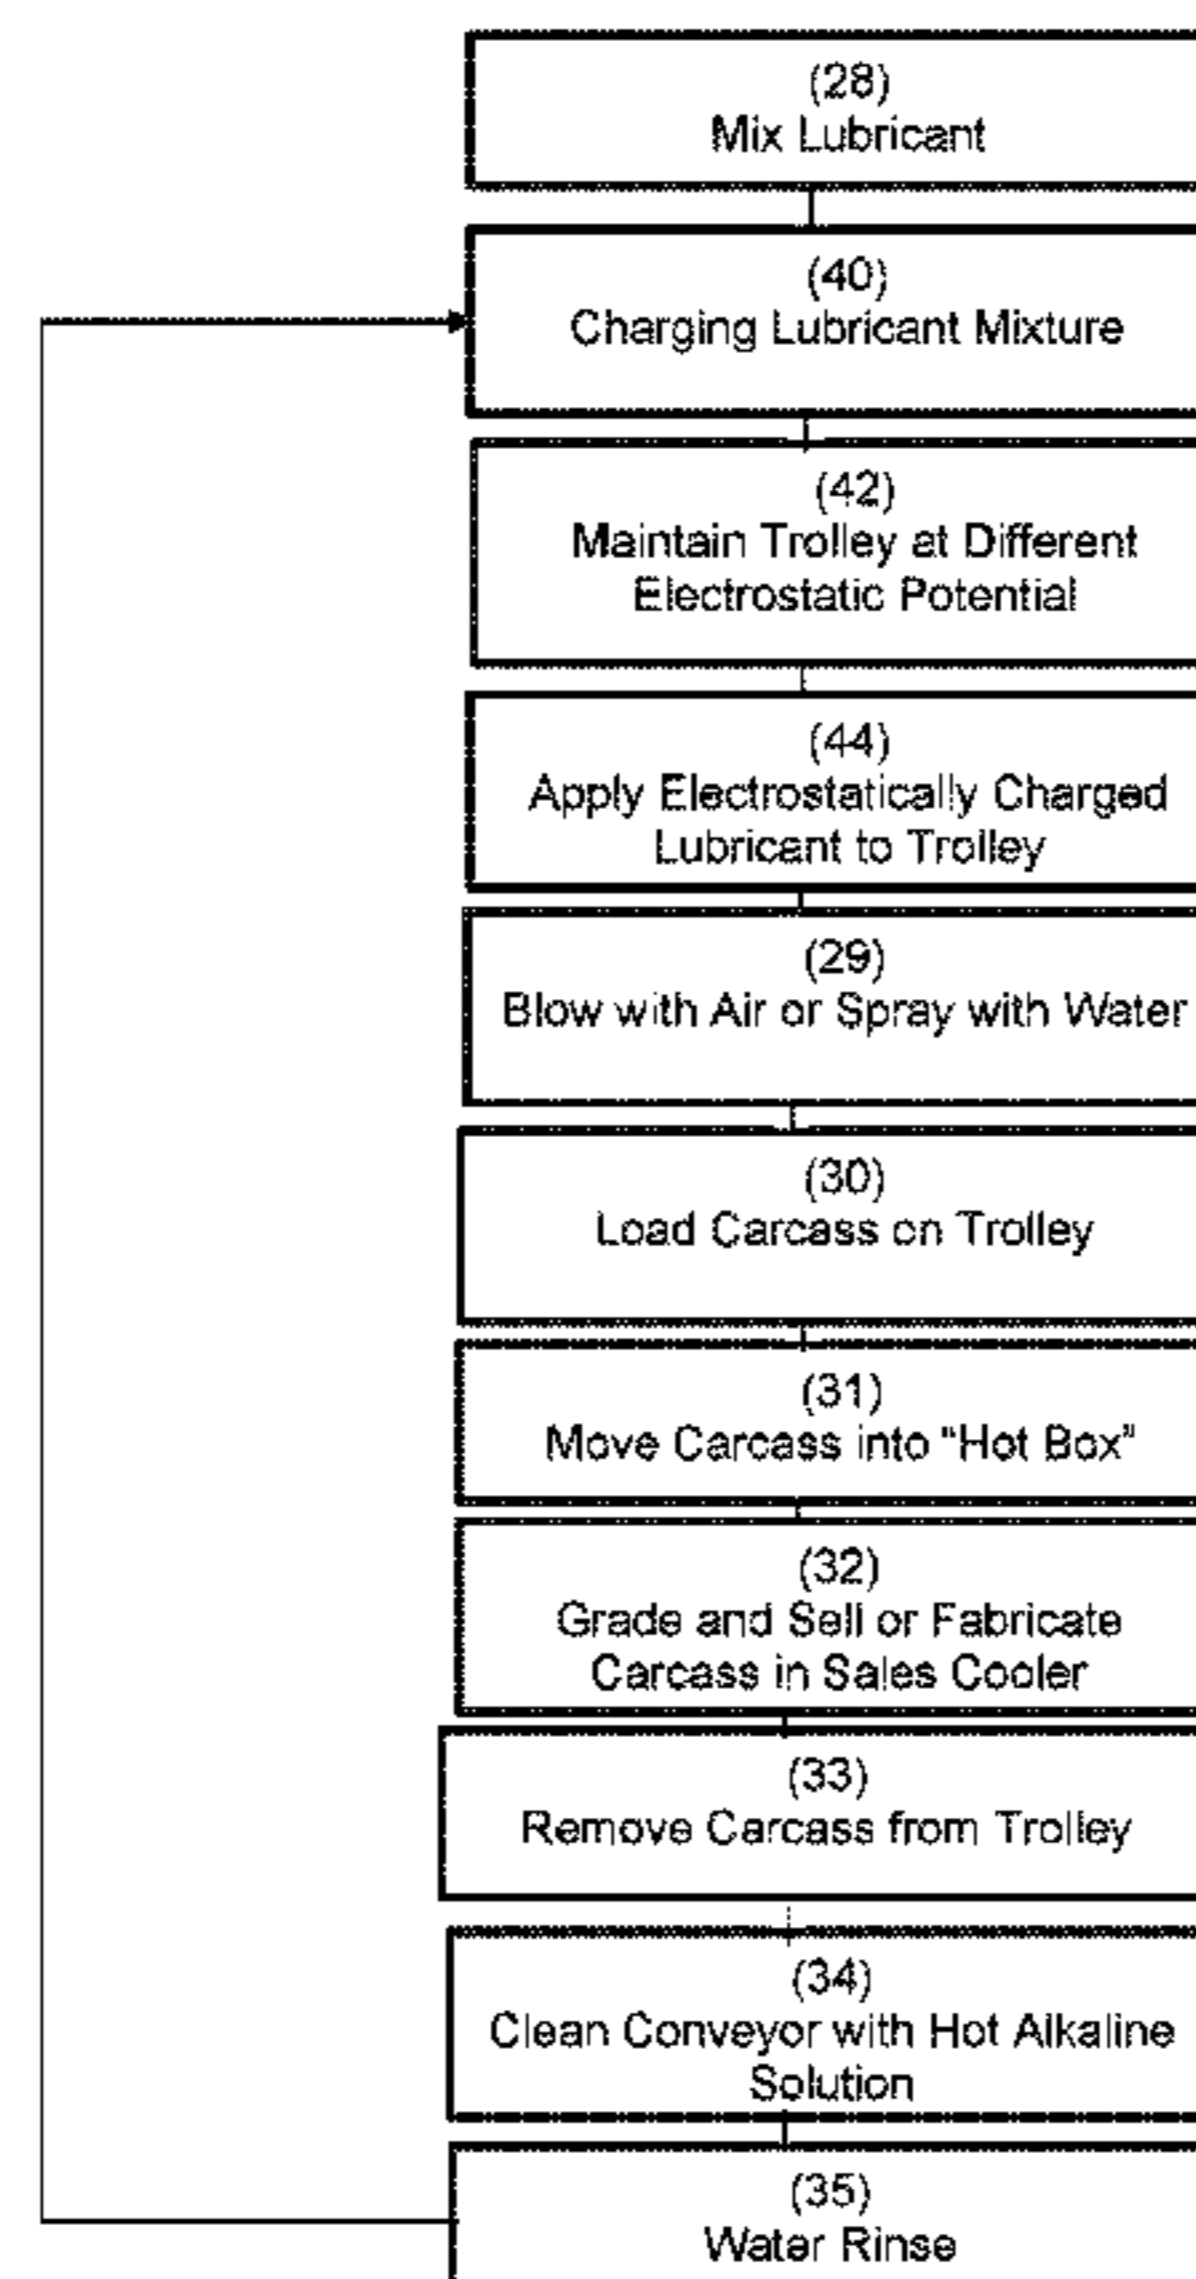 (28)
Mix Lubricant
(40)
Charging Lubricant Mixture
(42)
Maintain Trolley at Different
Electrostatic Potential
(44)
Apply Electrostatically Charged
Lubricant to Trolley
(29)
Blow with Air or Spray with Water
(30)
Load Carcass on Trolley
(31)
Move Carcass into “Hot Box”
(32)
Grade and Sell or Fabricate
Carcass in Sales Cooler
(33)
Remove Carcass from Trolley
(34)
Clean Conveyor with Hot Alkaline
Solution
(35)
Water Rinse